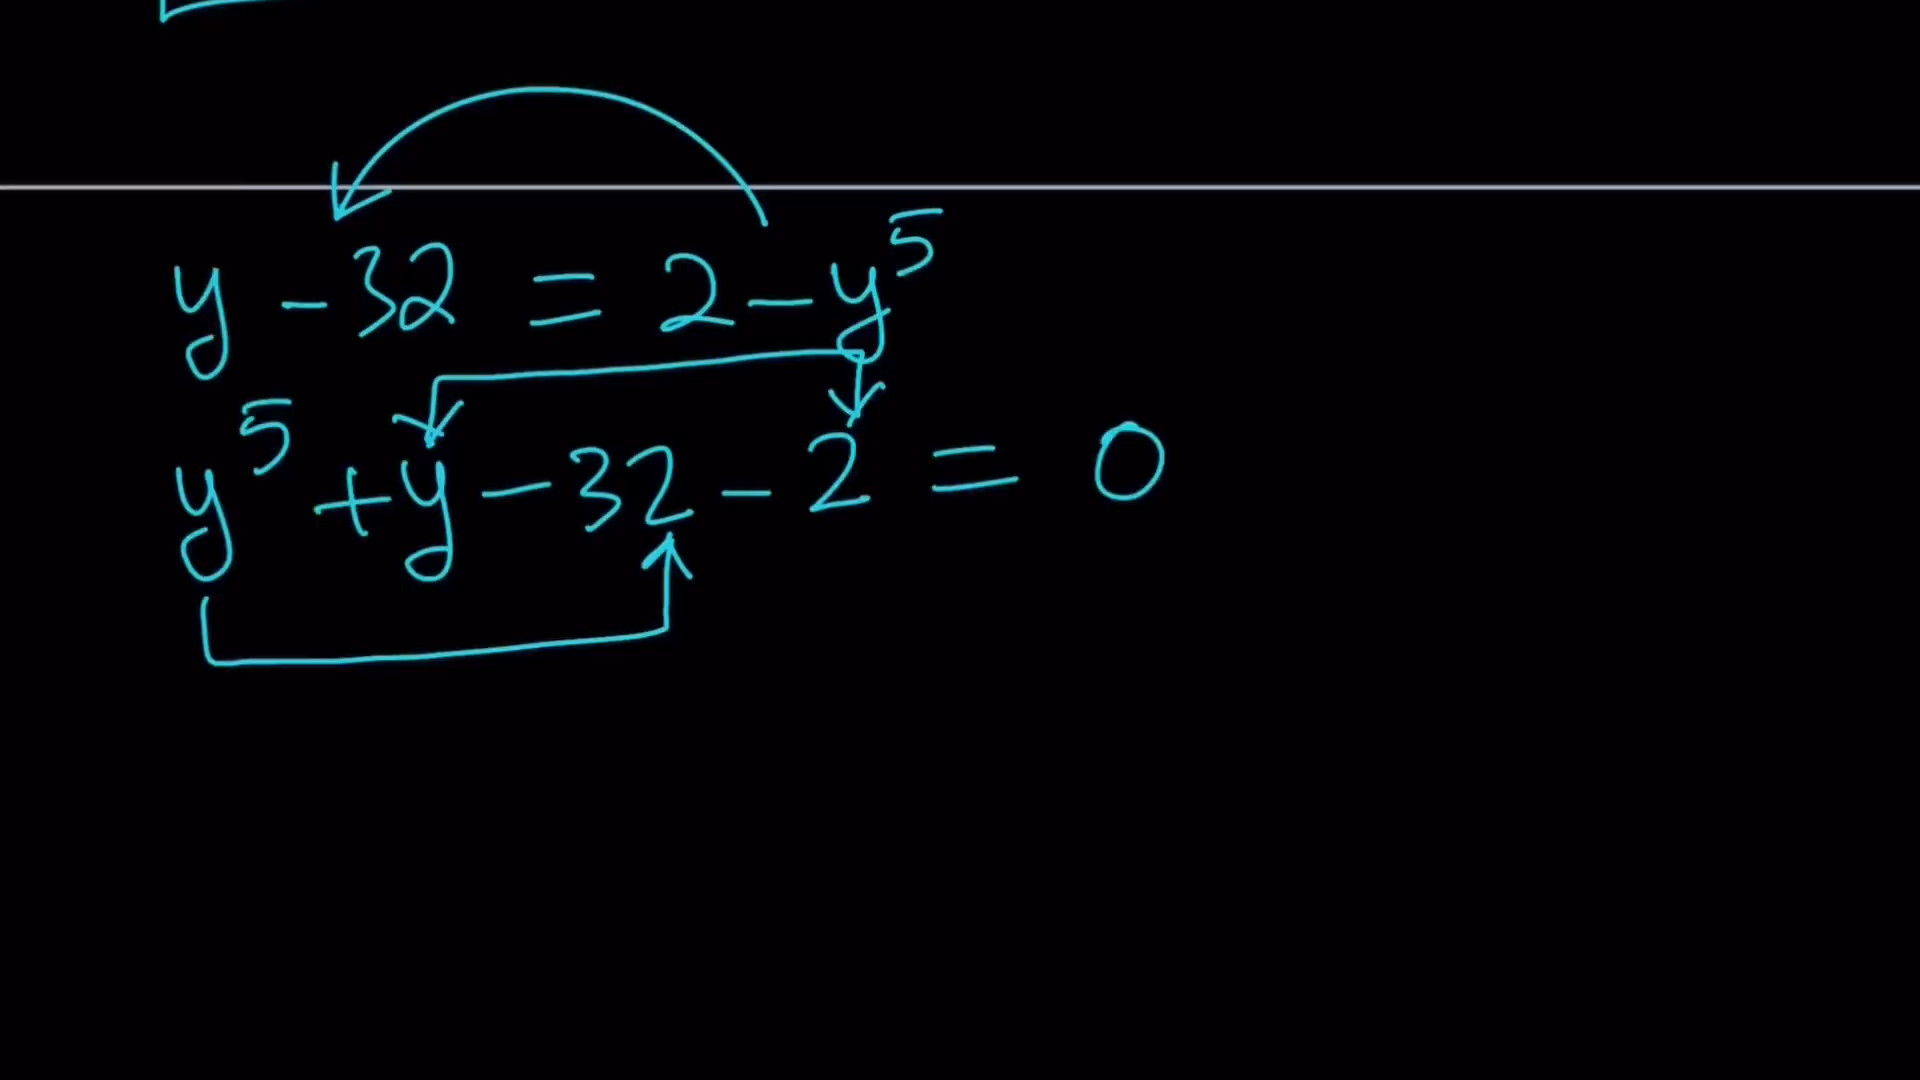 y - 32 = 2 - y⁵
y⁵ + y - 32 - 2 = 0